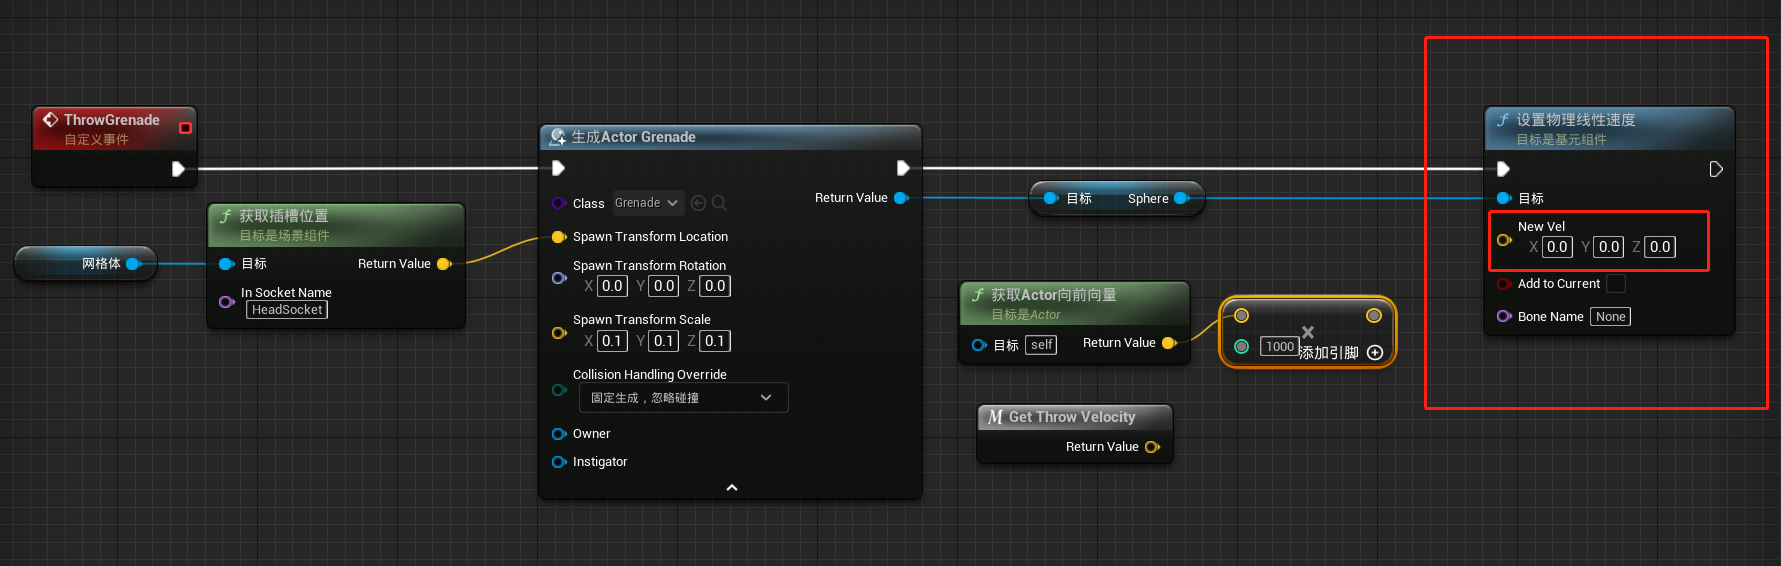 ThrowGrenade
自定义事件
网格体
获取插槽位置
目标是场景组件
目标
Return Value
In Socket Name
HeadSocket
生成Actor Grenade
Class Grenade
Return Value
Spawn Transform Location
Spawn Transform Rotation
X 0.0 Y 0.0 Z 0.0
Spawn Transform Scale
X 0.1 Y 0.1 Z 0.1
Collision Handling Override
固定生成，忽略碰撞
Owner
Instigator
目标 Sphere
获取Actor向前向量
目标是Actor
目标 self
Return Value
×
1000
添加引脚
M Get Throw Velocity
Return Value
f 设置物理线性速度
目标是基元组件
目标
New Vel
X 0.0 Y 0.0 Z 0.0
Add to Current
Bone Name None